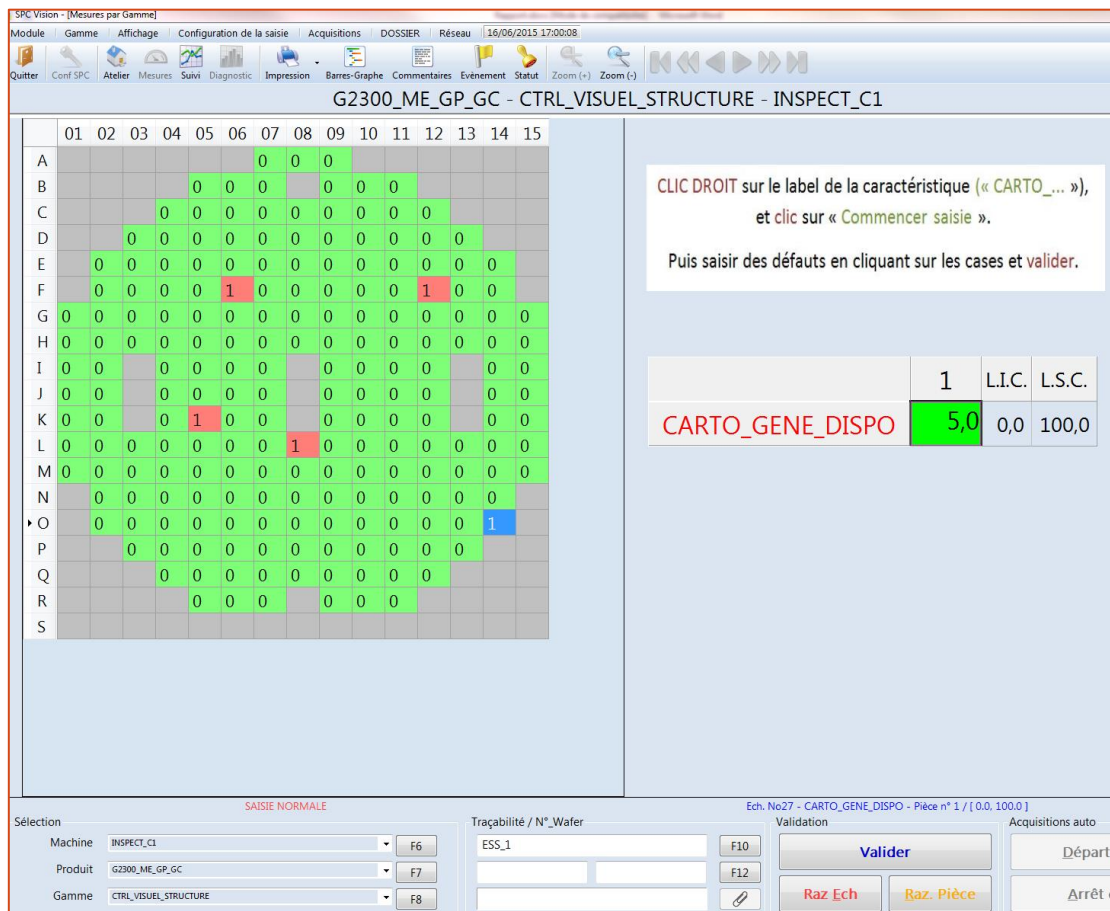 SPC Vision - [Mesures par Gamme]
Module Gamme Affichage Configuration de la saisie Acquisitions DOSSIER Réseau 16/06/2015 17:00:08
Quitter Conf SPC Atelier Mesures Suivi Diagnostic Impression Barres-Graphe Commentaires Evènement Statut Zoom (+) Zoom (-)
G2300_ME_GP_GC - CTRL_VISUEL_STRUCTURE - INSPECT_C1
01 02 03 04 05 06 07 08 09 10 11 12 13 14 15
A 0 0 0
B 0 0 0 0 0 0
C 0 0 0 0 0 0 0 0 0
D 0 0 0 0 0 0 0 0 0 0 0
E 0 0 0 0 0 0 0 0 0 0 0 0 0
F 0 0 0 0 1 0 0 0 0 0 1 0 0
G 0 0 0 0 0 0 0 0 0 0 0 0 0 0 0
H 0 0 0 0 0 0 0 0 0 0 0 0 0 0 0
I 0 0 0 0 0 0 0 0 0 0 0 0
J 0 0 0 0 0 0 0 0 0 0 0 0
K 0 0 0 1 0 0 0 0 0 0 0 0
L 0 0 0 0 0 0 0 1 0 0 0 0 0 0 0
M 0 0 0 0 0 0 0 0 0 0 0 0 0 0 0
N 0 0 0 0 0 0 0 0 0 0 0 0 0
O 0 0 0 0 0 0 0 0 0 0 0 0 1
P 0 0 0 0 0 0 0 0 0 0 0
Q 0 0 0 0 0 0 0 0 0
R 0 0 0 0 0 0
S
CLIC DROIT sur le label de la caractéristique (« CARTO_... »),
et clic sur « Commencer saisie ».
Puis saisir des défauts en cliquant sur les cases et valider.
1 L.I.C. L.S.C.
CARTO_GENE_DISPO 5,0 0,0 100,0
SAISIE NORMALE
Ech. No27 - CARTO_GENE_DISPO - Pièce n° 1 / [ 0.0, 100.0 ]
Sélection
Machine INSPECT_C1 F6
Produit G2300_ME_GP_GC F7
Gamme CTRL_VISUEL_STRUCTURE F8
Traçabilité / N°_Wafer
ESS_1 F10
F12
Validation
Valider
Raz Ech Raz. Pièce
Acquisitions auto
Départ
Arrêt